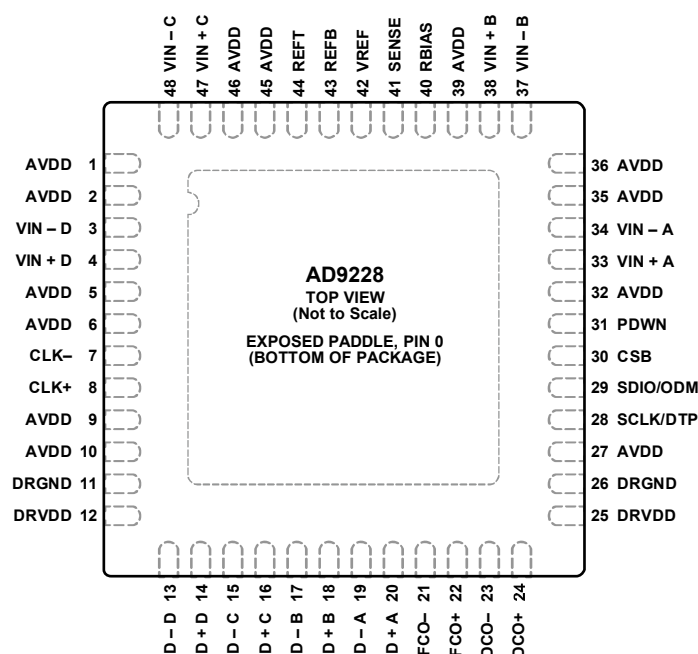 48 VIN – C
47 VIN + C
46 AVDD
45 AVDD
44 REFT
43 REFB
42 VREF
41 SENSE
40 RBIAS
39 AVDD
38 VIN + B
37 VIN – B
AVDD 1
AVDD 2
VIN – D 3
VIN + D 4
AVDD 5
AVDD 6
CLK– 7
CLK+ 8
AVDD 9
AVDD 10
DRGND 11
DRVDD 12
AD9228
TOP VIEW
(Not to Scale)
EXPOSED PADDLE, PIN 0
(BOTTOM OF PACKAGE)
36 AVDD
35 AVDD
34 VIN – A
33 VIN + A
32 AVDD
31 PDWN
30 CSB
29 SDIO/ODM
28 SCLK/DTP
27 AVDD
26 DRGND
25 DRVDD
D – D 13
D + D 14
D – C 15
D + C 16
D – B 17
D + B 18
D – A 19
D + A 20
FCO– 21
FCO+ 22
DCO– 23
DCO+ 24